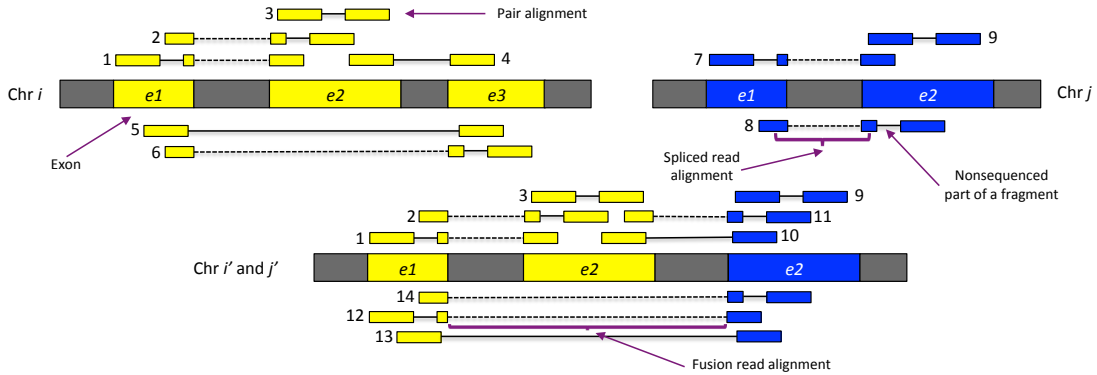 3
Pair alignment
2
9
1
4
7
Chr i
e1
e2
e3
e1
e2
Chr j
5
8
6
Exon
Spliced read
alignment
Nonsequenced
part of a fragment
3
9
2
11
1
10
Chr i’ and j’
e1
e2
e2
14
12
13
Fusion read alignment